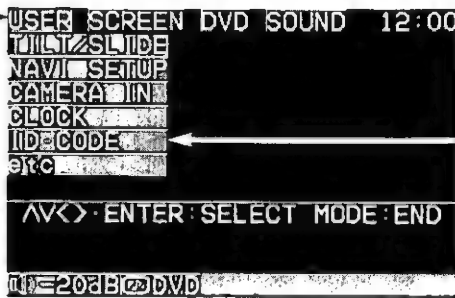 USER SCREEN DVD SOUND 12:00
TILT/SLIDE
NAVI SETUP
CAMERA IN
CLOCK
ID-CODE
etc
ΛV<>·ENTER:SELECT MODE:END
-20dB DVD